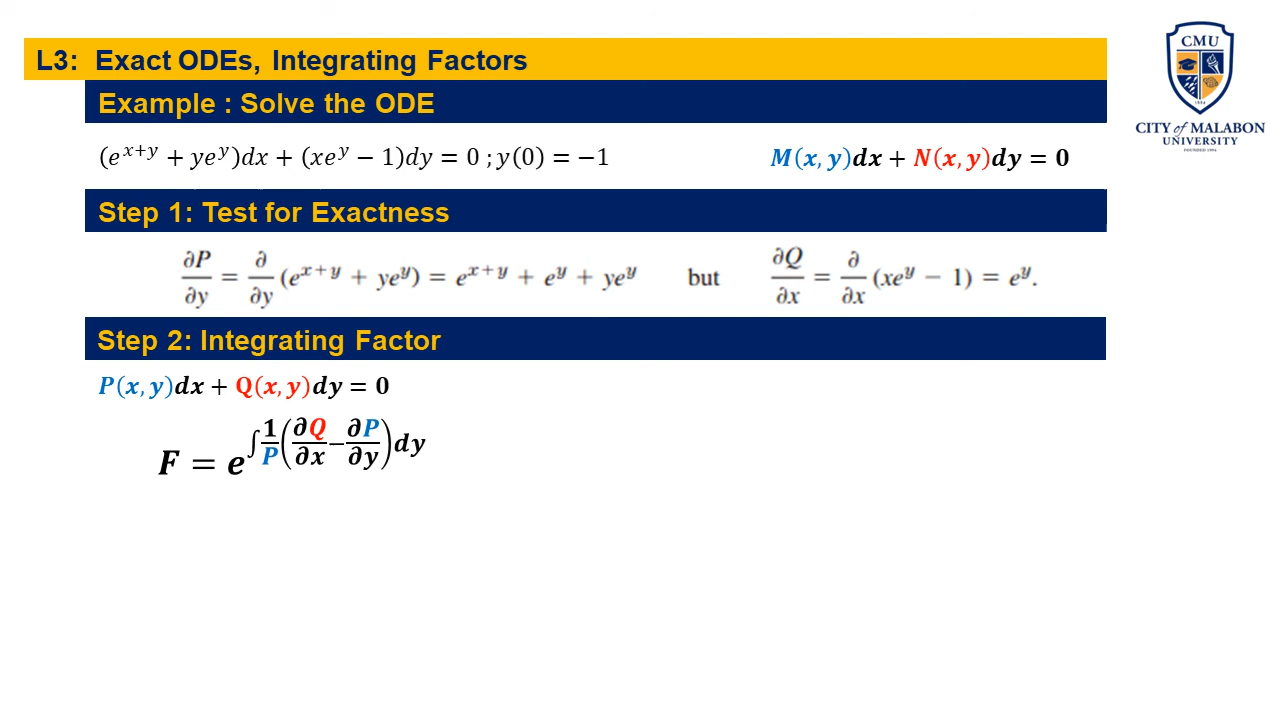 L3: Exact ODEs, Integrating Factors
CMU
CITY of MALABON
UNIVERSITY
Example : Solve the ODE
(e^{x+y} + ye^y)dx + (xe^y − 1)dy = 0 ; y(0) = −1
M(x, y)dx + N(x, y)dy = 0
Step 1: Test for Exactness
∂P/∂y = ∂/∂y (e^{x+y} + ye^y) = e^{x+y} + e^y + ye^y but ∂Q/∂x = ∂/∂x (xe^y − 1) = e^y.
Step 2: Integrating Factor
P(x, y)dx + Q(x, y)dy = 0
F = e^{∫ 1/P (∂Q/∂x − ∂P/∂y) dy}